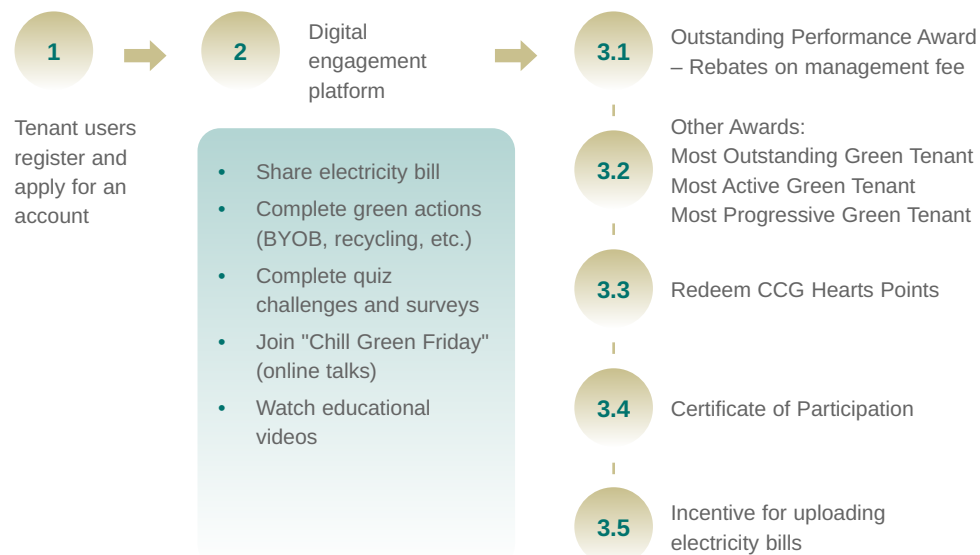 1
Tenant users
register and
apply for an
account
2
Digital
engagement
platform
• Share electricity bill
• Complete green actions
(BYOB, recycling, etc.)
• Complete quiz
challenges and surveys
• Join "Chill Green Friday"
(online talks)
• Watch educational
videos
3.1
Outstanding Performance Award
– Rebates on management fee
3.2
Other Awards:
Most Outstanding Green Tenant
Most Active Green Tenant
Most Progressive Green Tenant
3.3
Redeem CCG Hearts Points
3.4
Certificate of Participation
3.5
Incentive for uploading
electricity bills